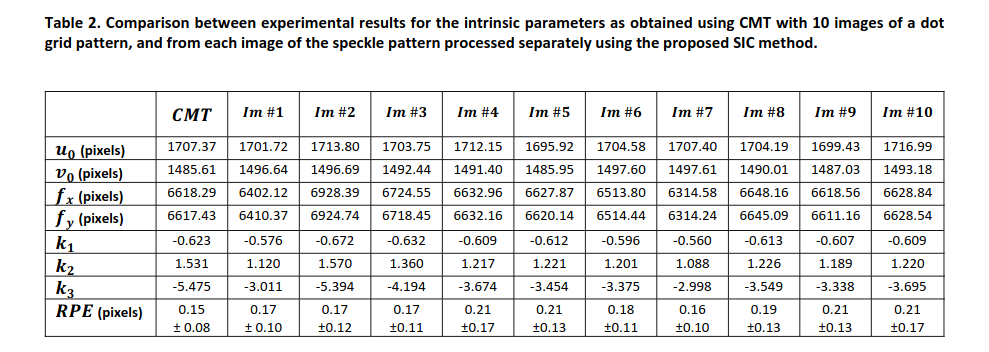 Table 2. Comparison between experimental results for the intrinsic parameters as obtained using CMT with 10 images of a dot
grid pattern, and from each image of the speckle pattern processed separately using the proposed SIC method.
CMT Im #1 Im #2 Im #3 Im #4 Im #5 Im #6 Im #7 Im #8 Im #9 Im #10
u₀ (pixels) 1707.37 1701.72 1713.80 1703.75 1712.15 1695.92 1704.58 1707.40 1704.19 1699.43 1716.99
v₀ (pixels) 1485.61 1496.64 1496.69 1492.44 1491.40 1485.95 1497.60 1497.61 1490.01 1487.03 1493.18
fₓ (pixels) 6618.29 6402.12 6928.39 6724.55 6632.96 6627.87 6513.80 6314.58 6648.16 6618.56 6628.84
f_y (pixels) 6617.43 6410.37 6924.74 6718.45 6632.16 6620.14 6514.44 6314.24 6645.09 6611.16 6628.54
k₁ -0.623 -0.576 -0.672 -0.632 -0.609 -0.612 -0.596 -0.560 -0.613 -0.607 -0.609
k₂ 1.531 1.120 1.570 1.360 1.217 1.221 1.201 1.088 1.226 1.189 1.220
k₃ -5.475 -3.011 -5.394 -4.194 -3.674 -3.454 -3.375 -2.998 -3.549 -3.338 -3.695
RPE (pixels) 0.15 0.17 0.17 0.17 0.21 0.21 0.18 0.16 0.19 0.21 0.21
± 0.08 ± 0.10 ±0.12 ±0.11 ±0.17 ±0.13 ±0.11 ±0.10 ±0.13 ±0.13 ±0.17